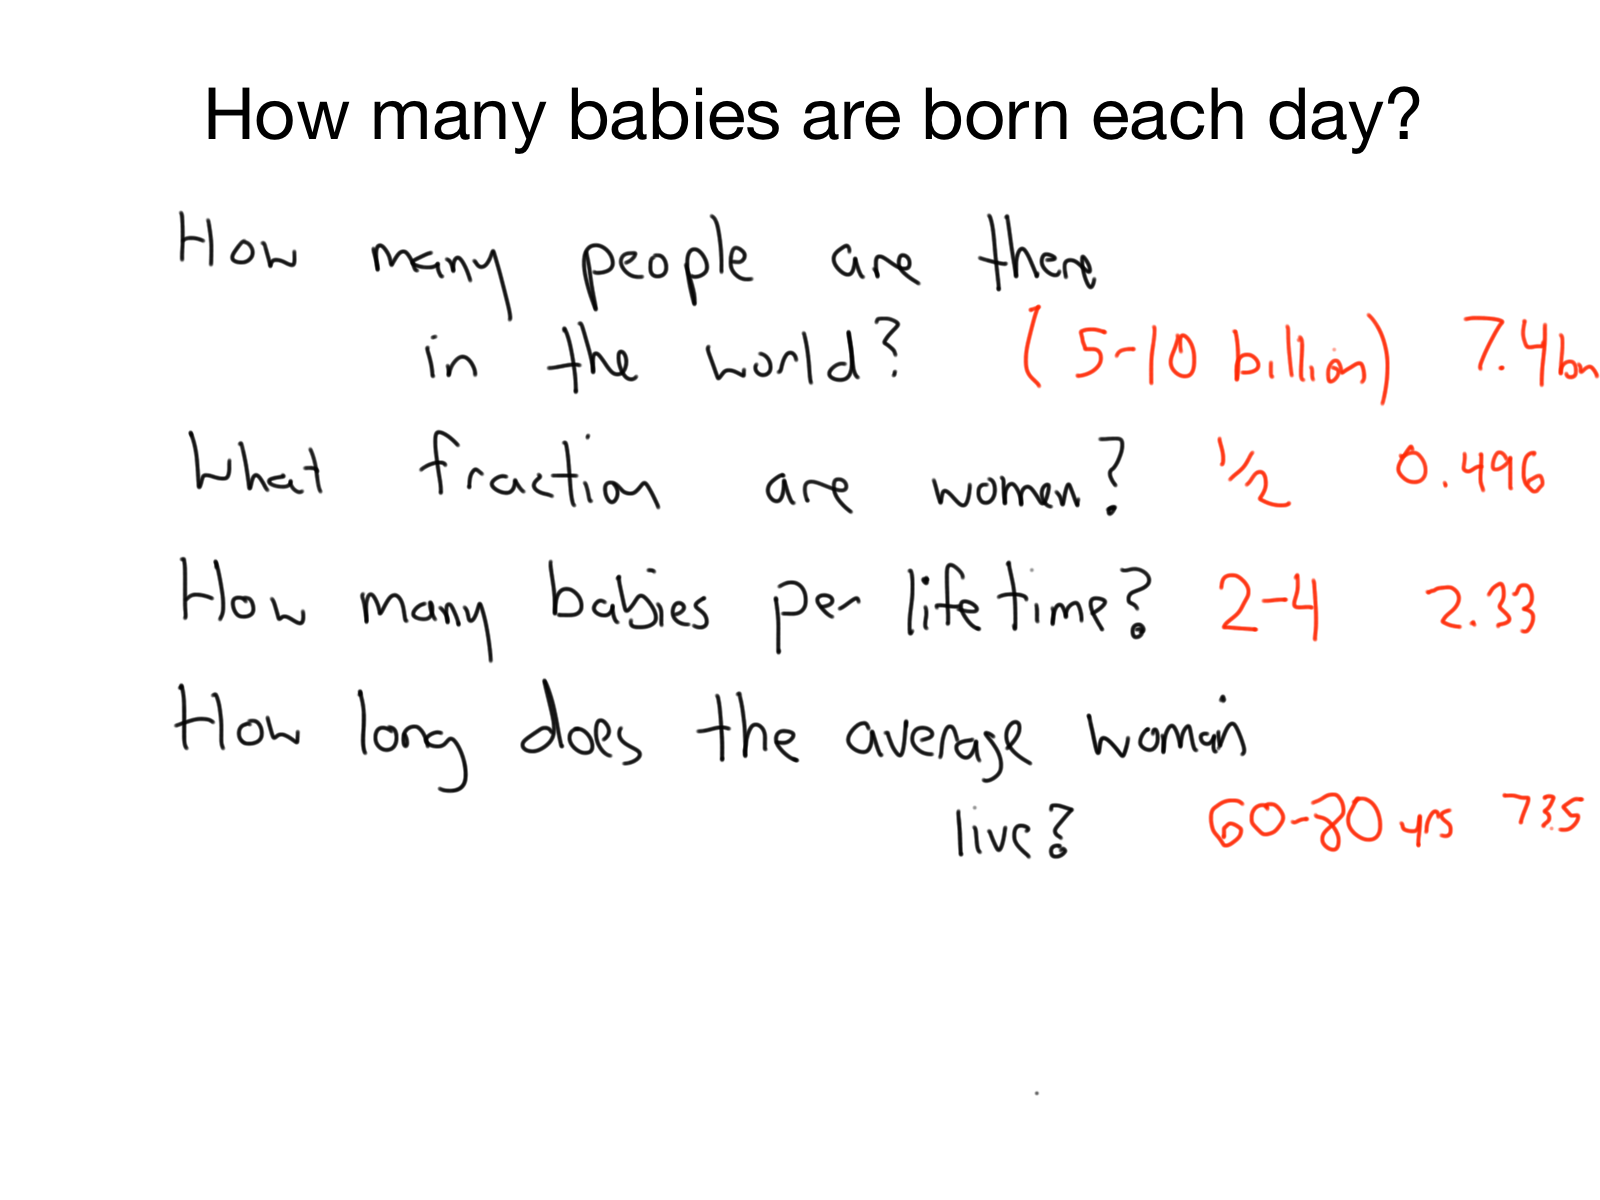 How many babies are born each day?
How many people are there
in the world? (5-10 billion) 7.4bn
What fraction are women? 1/2 0.496
How many babies per lifetime? 2-4 2.33
How long does the average woman
live? 60-80 yrs 73.5